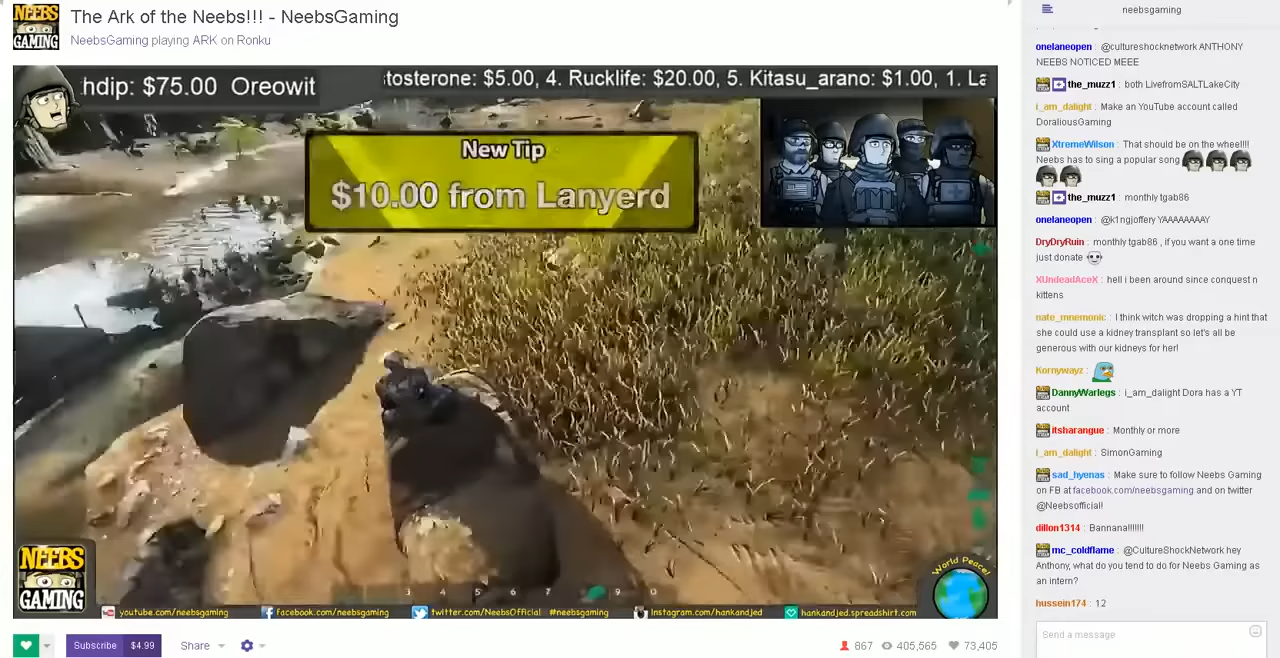 NEEBS
GAMING
The Ark of the Neebs!!! - NeebsGaming
NeebsGaming playing ARK on Ronku
hdip: $75.00 Oreowit
tosterone: $5.00, 4. Rucklife: $20.00, 5. Kitasu_arano: $1.00, 1. La
New Tip
$10.00 from Lanyerd
3 4 5 6 7 9 0
NEEBS
GAMING
World Peace!
youtube.com/neebsgaming
facebook.com/neebsgaming
twitter.com/NeebsOfficial #neebsgaming
Instagram.com/hankandjed
hankandjed.spreadshirt.com
Subscribe $4.99
Share
867 405,565 73,405
neebsgaming
onelaneopen : @cultureshocknetwork ANTHONY
NEEBS NOTICED MEEE
the_muzz1 : both LivefromSALTLakeCity
i_am_dalight : Make an YouTube account called
DoraliousGaming
XtremeWilson : That should be on the wheel!!!
Neebs has to sing a popular song
the_muzz1 : monthly tgab86
onelaneopen : @k1ngjoffery YAAAAAAAY
DryDryRuin : monthly tgab86 , if you want a one time
just donate
XUndeadAceX : hell i been around since conquest n
kittens
nate_mnemonic : I think witch was dropping a hint that
she could use a kidney transplant so let's all be
generous with our kidneys for her!
Kornywayz :
DannyWarlegs : i_am_dalight Dora has a YT
account
itsharangue : Monthly or more
i_am_dalight : SimonGaming
sad_hyenas : Make sure to follow Neebs Gaming
on FB at facebook.com/neebsgaming and on twitter
@Neebsofficial!
dillon1314 : Bannana!!!!!!!
mc_coldflame : @CultureShockNetwork hey
Anthony, what do you tend to do for Neebs Gaming as
an intern?
hussein174 : 12
Send a message